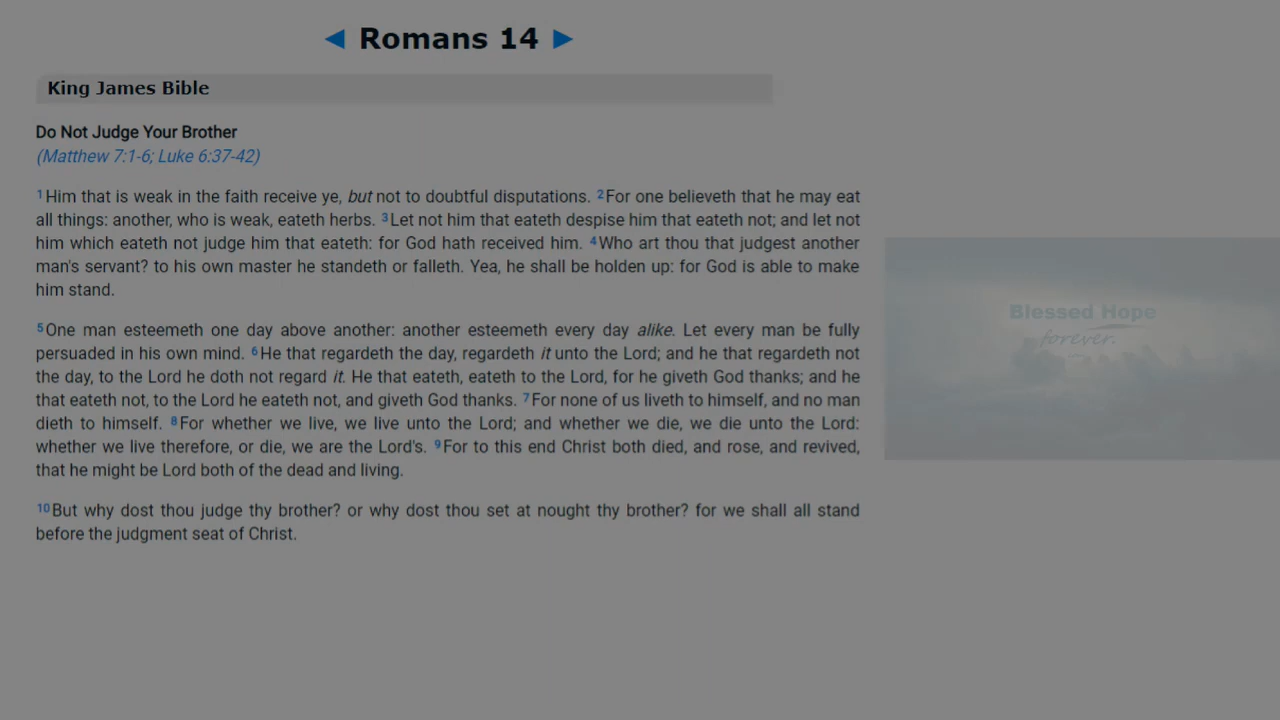 ◄ Romans 14 ►
King James Bible
Do Not Judge Your Brother
(Matthew 7:1-6; Luke 6:37-42)
1Him that is weak in the faith receive ye, but not to doubtful disputations. 2For one believeth that he may eat
all things: another, who is weak, eateth herbs. 3Let not him that eateth despise him that eateth not; and let not
him which eateth not judge him that eateth: for God hath received him. 4Who art thou that judgest another
man's servant? to his own master he standeth or falleth. Yea, he shall be holden up: for God is able to make
him stand.
5One man esteemeth one day above another: another esteemeth every day alike. Let every man be fully
persuaded in his own mind. 6He that regardeth the day, regardeth it unto the Lord; and he that regardeth not
the day, to the Lord he doth not regard it. He that eateth, eateth to the Lord, for he giveth God thanks; and he
that eateth not, to the Lord he eateth not, and giveth God thanks. 7For none of us liveth to himself, and no man
dieth to himself. 8For whether we live, we live unto the Lord; and whether we die, we die unto the Lord:
whether we live therefore, or die, we are the Lord's. 9For to this end Christ both died, and rose, and revived,
that he might be Lord both of the dead and living.
10But why dost thou judge thy brother? or why dost thou set at nought thy brother? for we shall all stand
before the judgment seat of Christ.
Blessed Hope
forever.